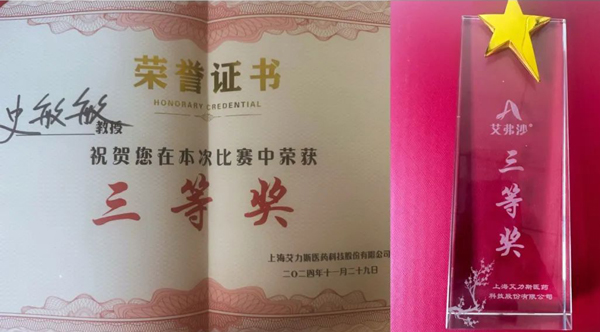 荣誉证书
HONORARY CREDENTIAL
史敏敏 教授
祝贺您在本次比赛中荣获
三等奖
上海艾力斯医药科技股份有限公司
二〇二四年十一月二十九日
艾弗沙®
三等奖
上海艾力斯医药
科技股份有限公司